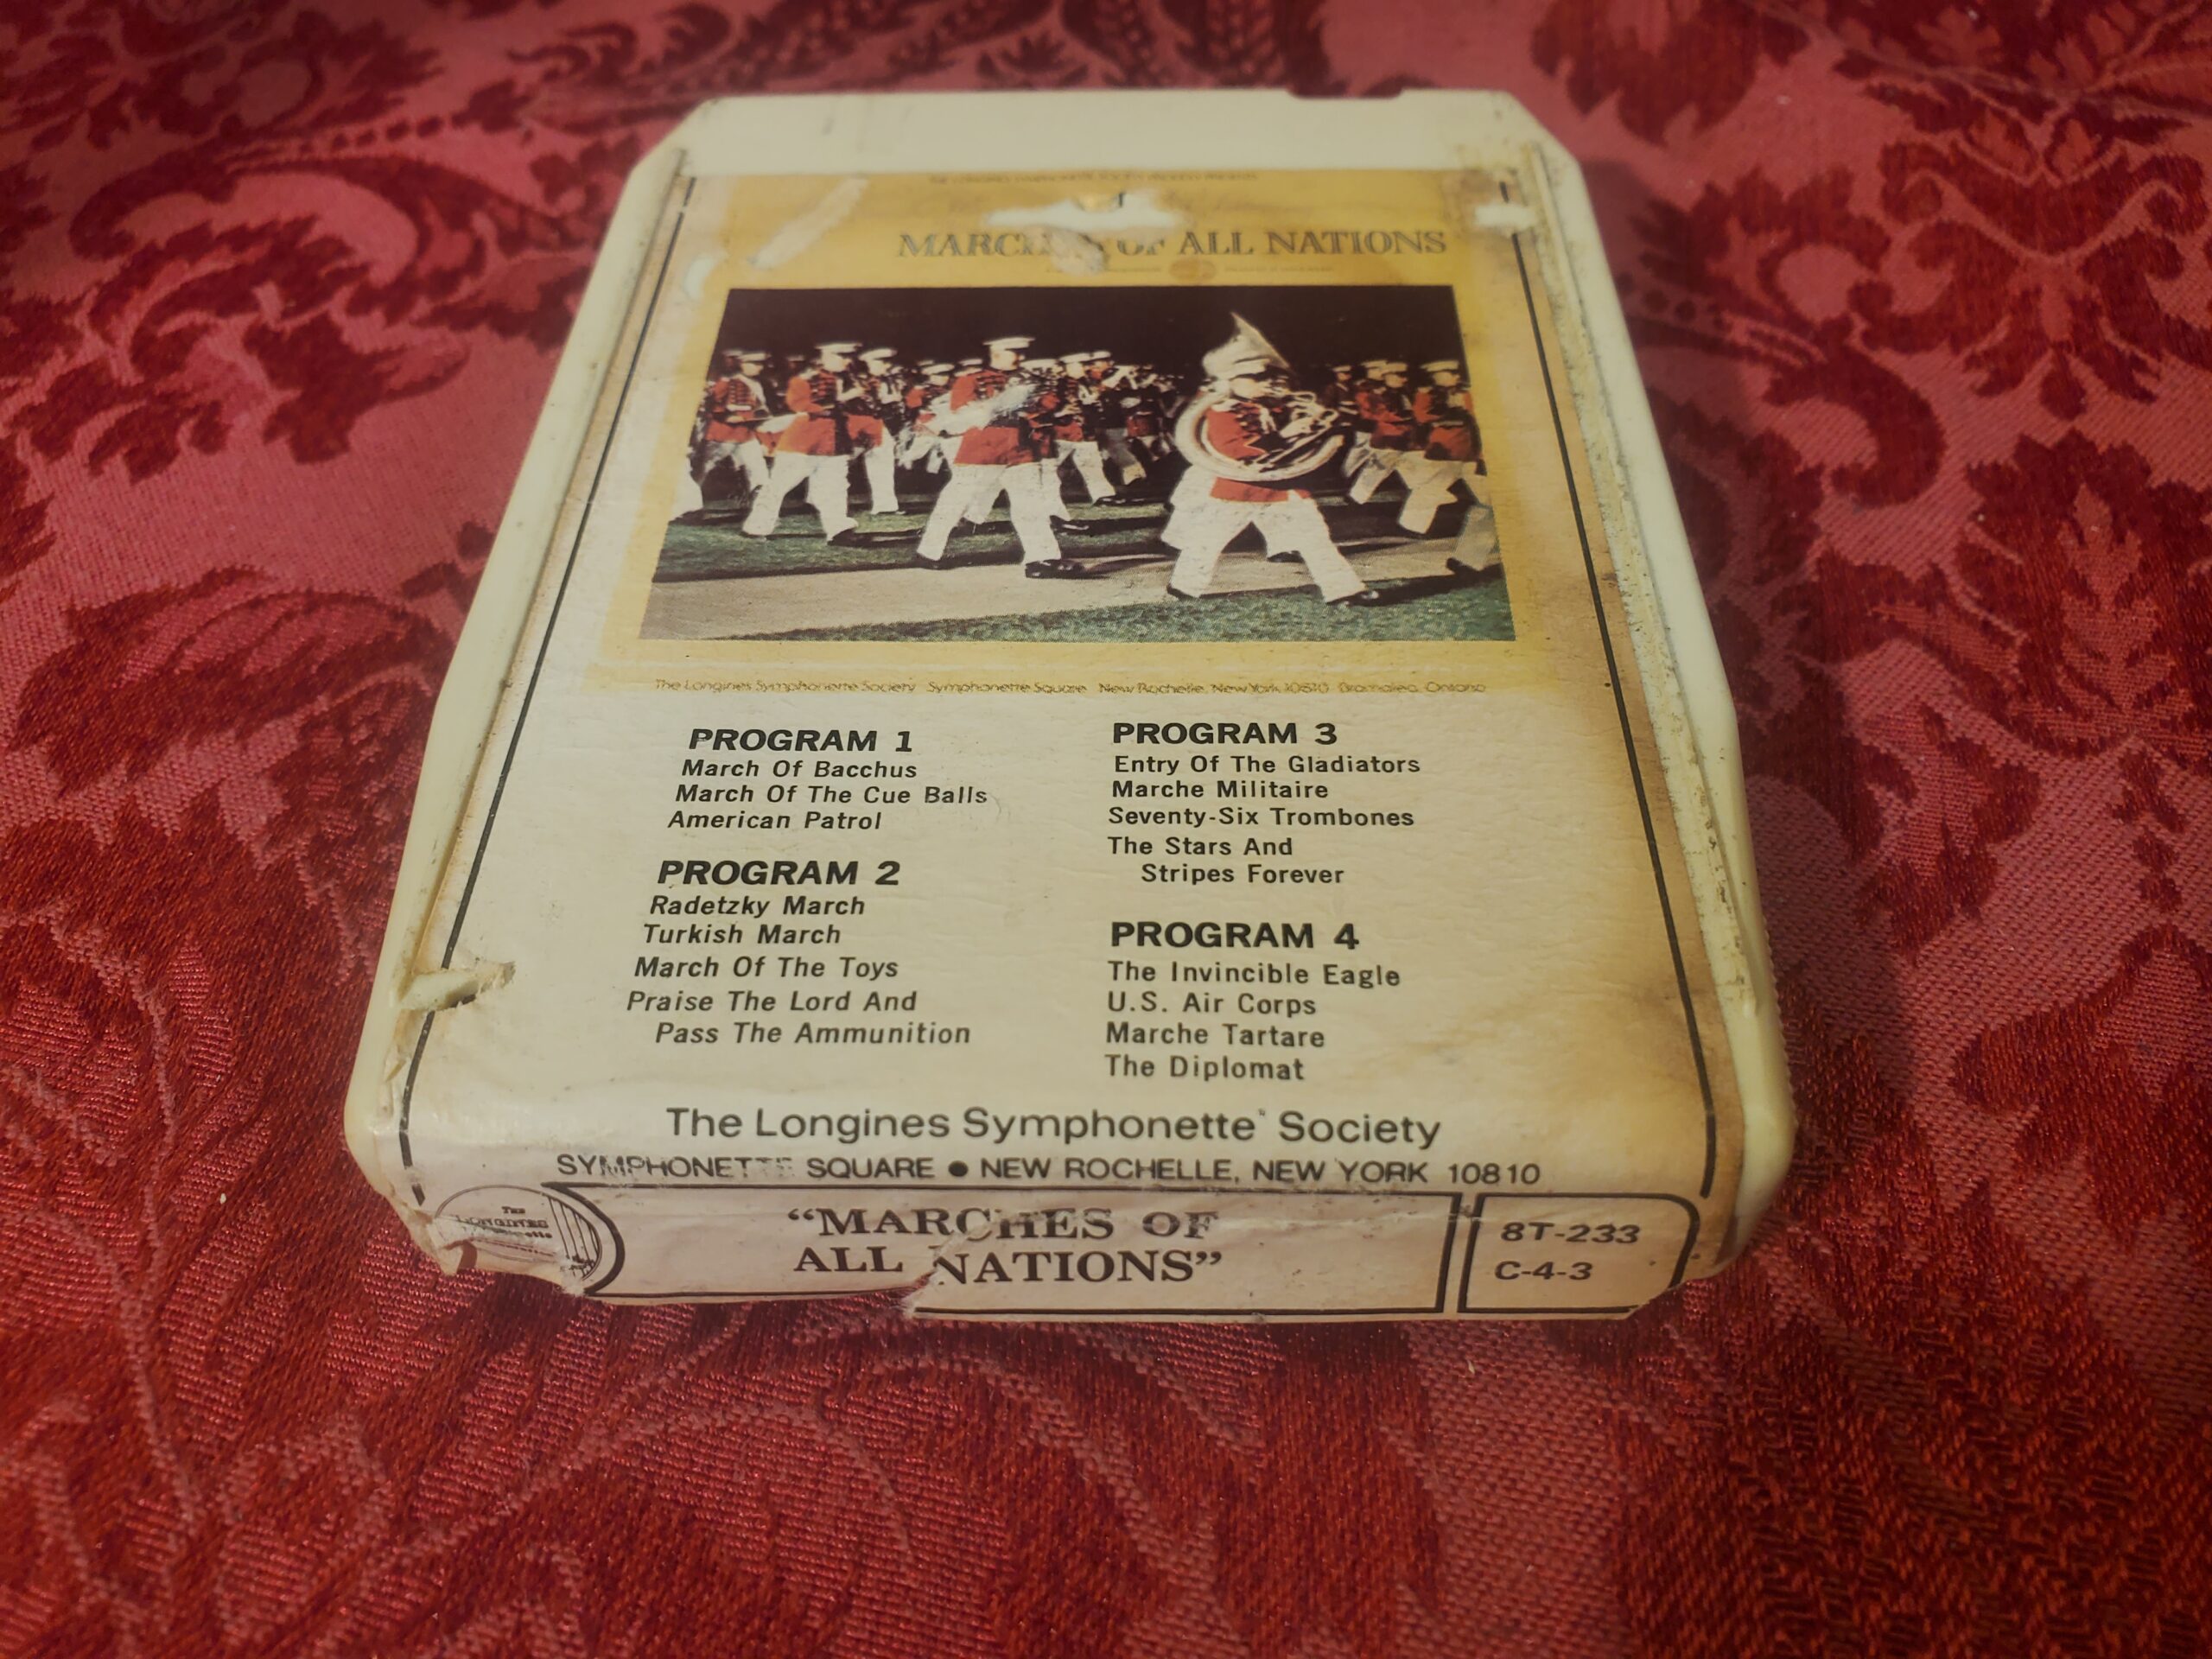 MARCHES OF ALL NATIONS
The Longines Symphonette Society Symphonette Square New Rochelle, New York 10810 Bramalea, Ontario
PROGRAM 1
March Of Bacchus
March Of The Cue Balls
American Patrol
PROGRAM 2
Radetzky March
Turkish March
March Of The Toys
Praise The Lord And
Pass The Ammunition
PROGRAM 3
Entry Of The Gladiators
Marche Militaire
Seventy-Six Trombones
The Stars And
Stripes Forever
PROGRAM 4
The Invincible Eagle
U.S. Air Corps
Marche Tartare
The Diplomat
The Longines Symphonette Society
SYMPHONETTE SQUARE ● NEW ROCHELLE, NEW YORK 10810
The
LONGINES
“MARCHES OF
ALL NATIONS”
8T-233
C-4-3